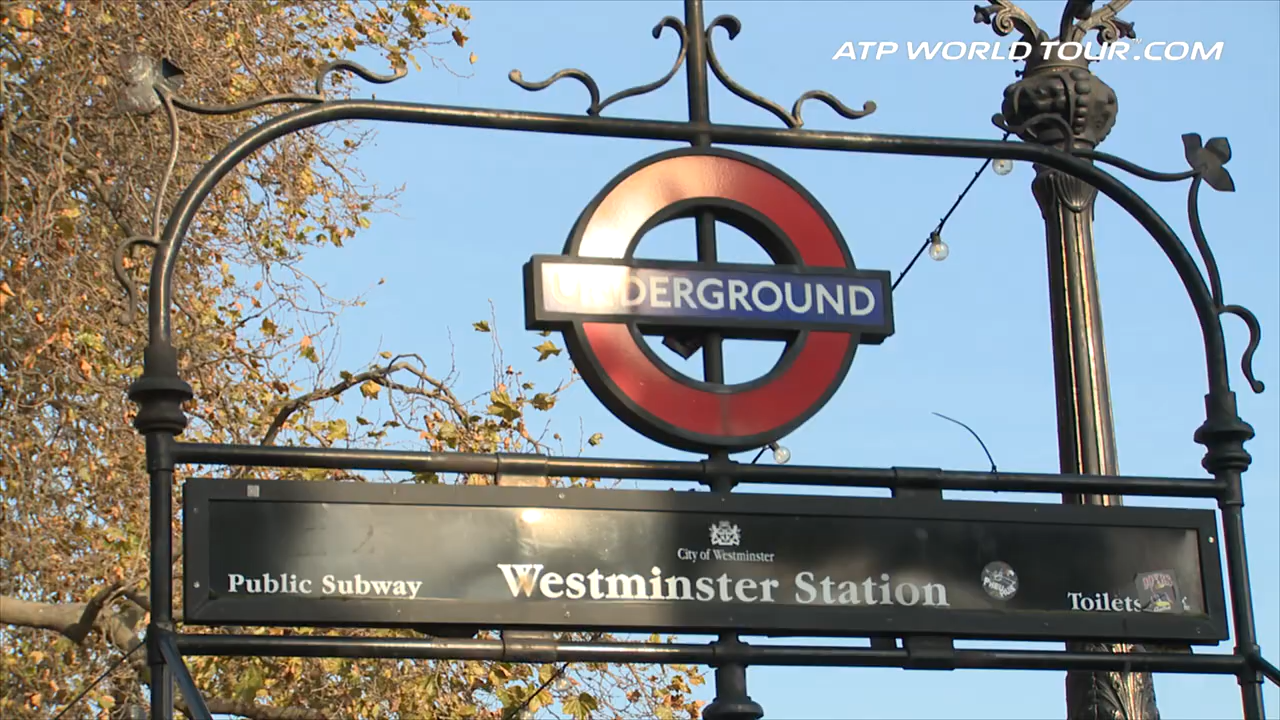 ATP WORLD TOUR.COM
UNDERGROUND
City of Westminster
Public Subway
Westminster Station
Toilets